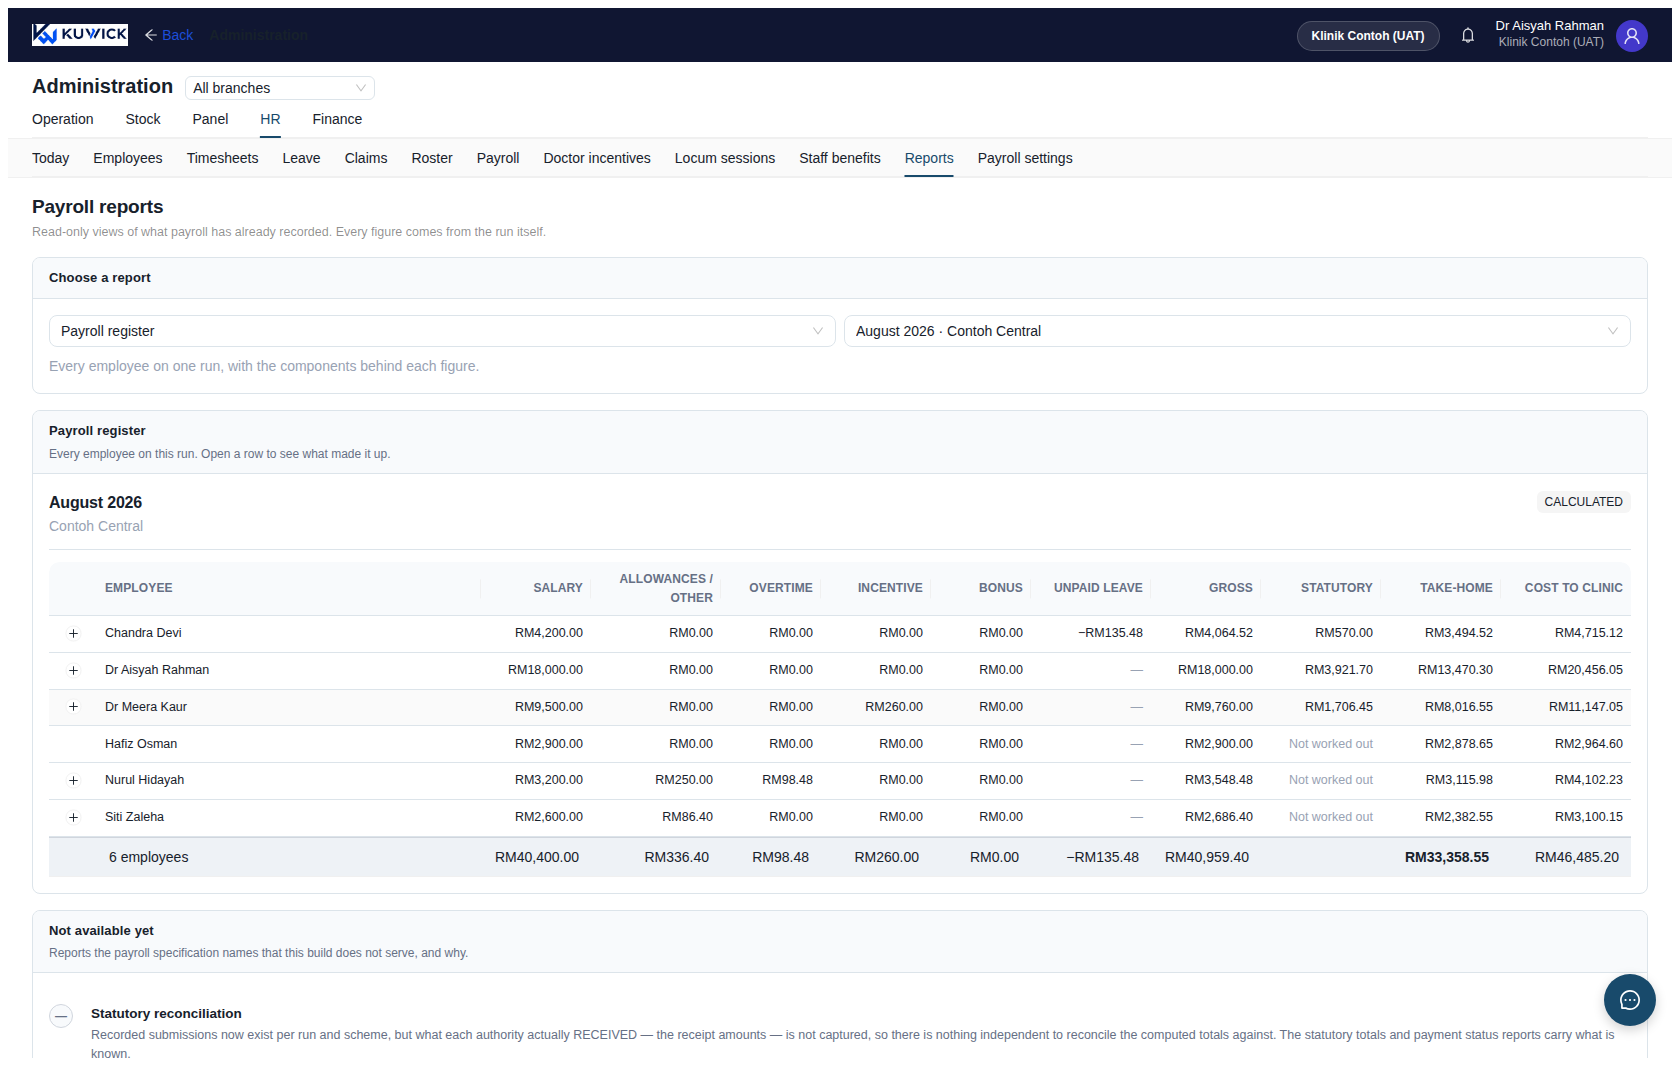 KUWICK
Back Administration
Klinik Contoh (UAT)
Dr Aisyah Rahman
Klinik Contoh (UAT)
Administration All branches
Operation Stock Panel HR Finance
Today Employees Timesheets Leave Claims Roster Payroll Doctor incentives Locum sessions Staff benefits Reports Payroll settings
Payroll reports
Read-only views of what payroll has already recorded. Every figure comes from the run itself.
Choose a report
Payroll register August 2026 · Contoh Central
Every employee on one run, with the components behind each figure.
Payroll register
Every employee on this run. Open a row to see what made it up.
August 2026 CALCULATED
Contoh Central
EMPLOYEE SALARY ALLOWANCES / OTHER OVERTIME INCENTIVE BONUS UNPAID LEAVE GROSS STATUTORY TAKE-HOME COST TO CLINIC
Chandra Devi RM4,200.00 RM0.00 RM0.00 RM0.00 RM0.00 −RM135.48 RM4,064.52 RM570.00 RM3,494.52 RM4,715.12
Dr Aisyah Rahman RM18,000.00 RM0.00 RM0.00 RM0.00 RM0.00 — RM18,000.00 RM3,921.70 RM13,470.30 RM20,456.05
Dr Meera Kaur RM9,500.00 RM0.00 RM0.00 RM260.00 RM0.00 — RM9,760.00 RM1,706.45 RM8,016.55 RM11,147.05
Hafiz Osman RM2,900.00 RM0.00 RM0.00 RM0.00 RM0.00 — RM2,900.00 Not worked out RM2,878.65 RM2,964.60
Nurul Hidayah RM3,200.00 RM250.00 RM98.48 RM0.00 RM0.00 — RM3,548.48 Not worked out RM3,115.98 RM4,102.23
Siti Zaleha RM2,600.00 RM86.40 RM0.00 RM0.00 RM0.00 — RM2,686.40 Not worked out RM2,382.55 RM3,100.15
6 employees RM40,400.00 RM336.40 RM98.48 RM260.00 RM0.00 −RM135.48 RM40,959.40 RM33,358.55 RM46,485.20
Not available yet
Reports the payroll specification names that this build does not serve, and why.
Statutory reconciliation
Recorded submissions now exist per run and scheme, but what each authority actually RECEIVED — the receipt amounts — is not captured, so there is nothing independent to reconcile the computed totals against. The statutory totals and payment status reports carry what is
known.